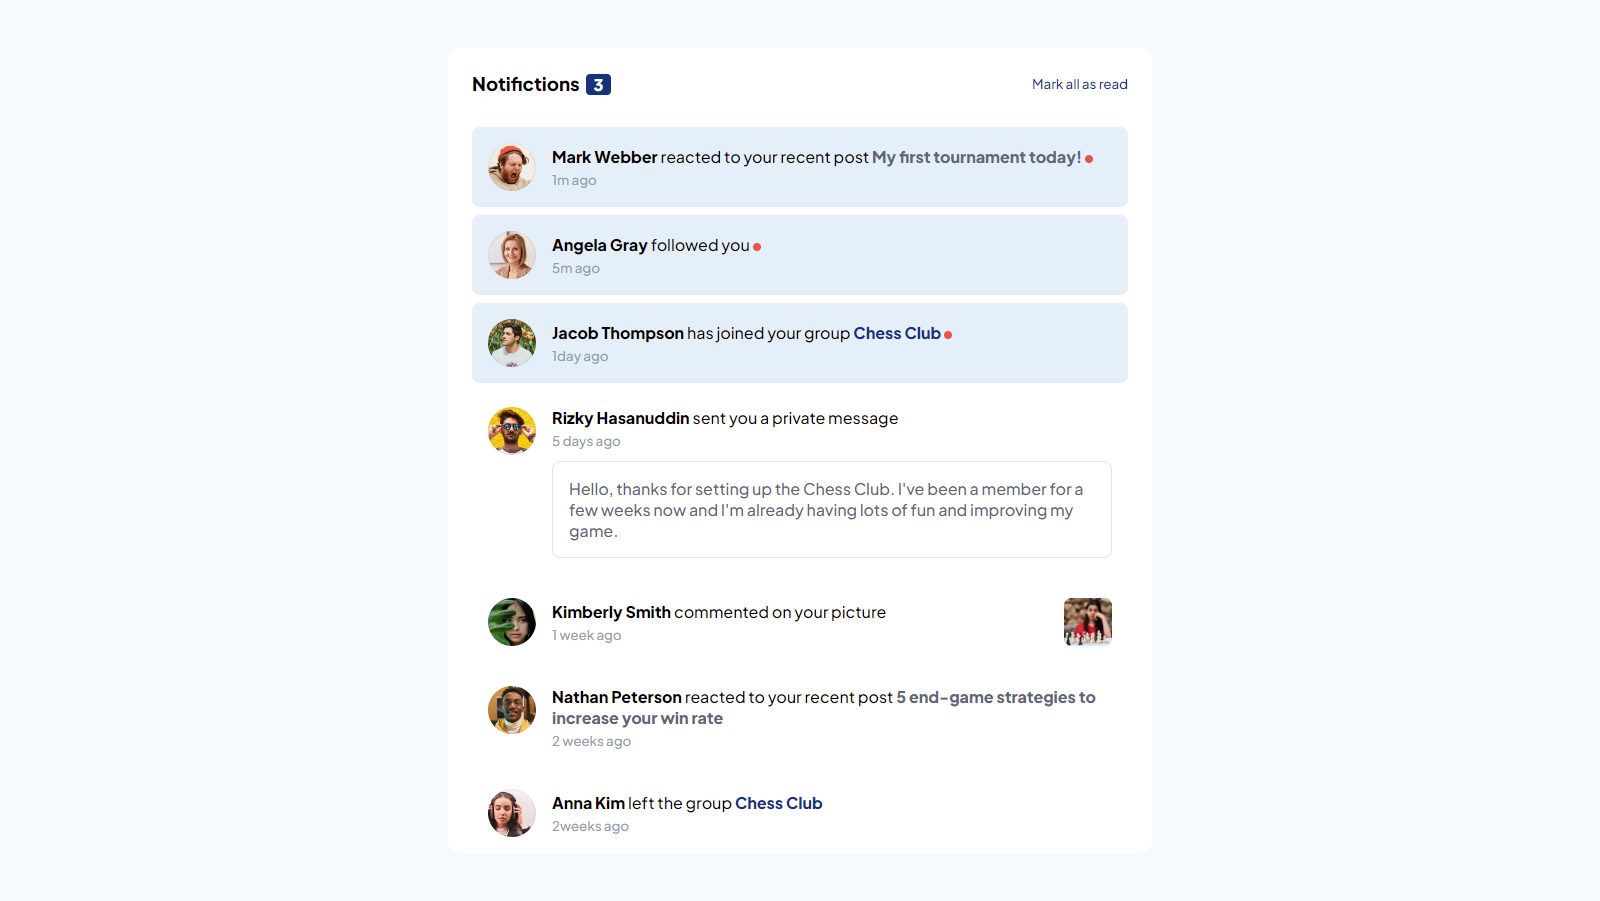 Notifictions 3
Mark all as read
Mark Webber reacted to your recent post My first tournament today!
1m ago
Angela Gray followed you
5m ago
Jacob Thompson has joined your group Chess Club
1day ago
Rizky Hasanuddin sent you a private message
5 days ago
Hello, thanks for setting up the Chess Club. I've been a member for a
few weeks now and I'm already having lots of fun and improving my
game.
Kimberly Smith commented on your picture
1 week ago
Nathan Peterson reacted to your recent post 5 end-game strategies to
increase your win rate
2 weeks ago
Anna Kim left the group Chess Club
2weeks ago